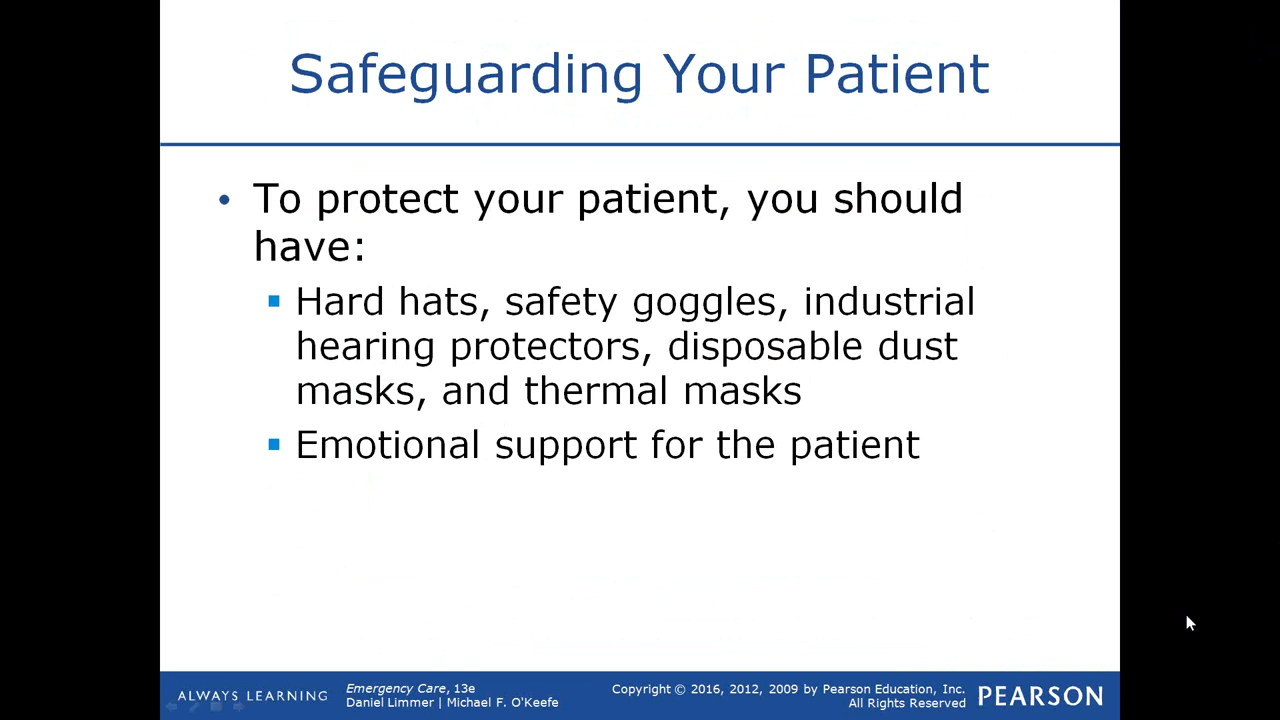 Safeguarding Your Patient
• To protect your patient, you should
have:
▪ Hard hats, safety goggles, industrial
hearing protectors, disposable dust
masks, and thermal masks
▪ Emotional support for the patient
ALWAYS LEARNING
Emergency Care, 13e
Daniel Limmer | Michael F. O'Keefe
Copyright © 2016, 2012, 2009 by Pearson Education, Inc.
All Rights Reserved
PEARSON